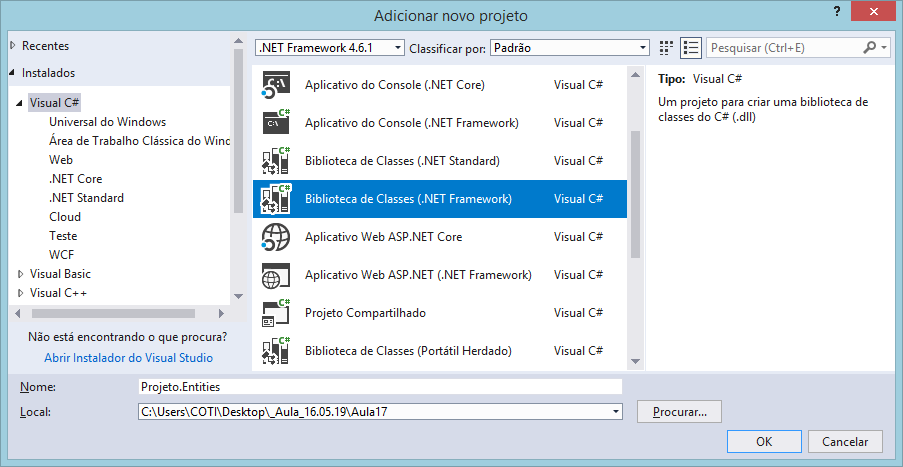 Adicionar novo projeto
?
Recentes
Instalados
Visual C#
Universal do Windows
Área de Trabalho Clássica do Wind
Web
.NET Core
.NET Standard
Cloud
Teste
WCF
Visual Basic
Visual C++
Não está encontrando o que procura?
Abrir Instalador do Visual Studio
.NET Framework 4.6.1 Classificar por: Padrão
Pesquisar (Ctrl+E)
Aplicativo do Console (.NET Core) Visual C#
Aplicativo do Console (.NET Framework) Visual C#
Biblioteca de Classes (.NET Standard) Visual C#
Biblioteca de Classes (.NET Framework) Visual C#
Aplicativo Web ASP.NET Core Visual C#
Aplicativo Web ASP.NET (.NET Framework) Visual C#
Projeto Compartilhado Visual C#
Biblioteca de Classes (Portátil Herdado) Visual C#
Tipo: Visual C#
Um projeto para criar uma biblioteca de
classes do C# (.dll)
Nome: Projeto.Entities
Local: C:\Users\COTI\Desktop\_Aula_16.05.19\Aula17 Procurar...
OK Cancelar